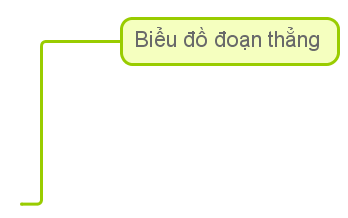 Biểu đồ đoạn thẳng